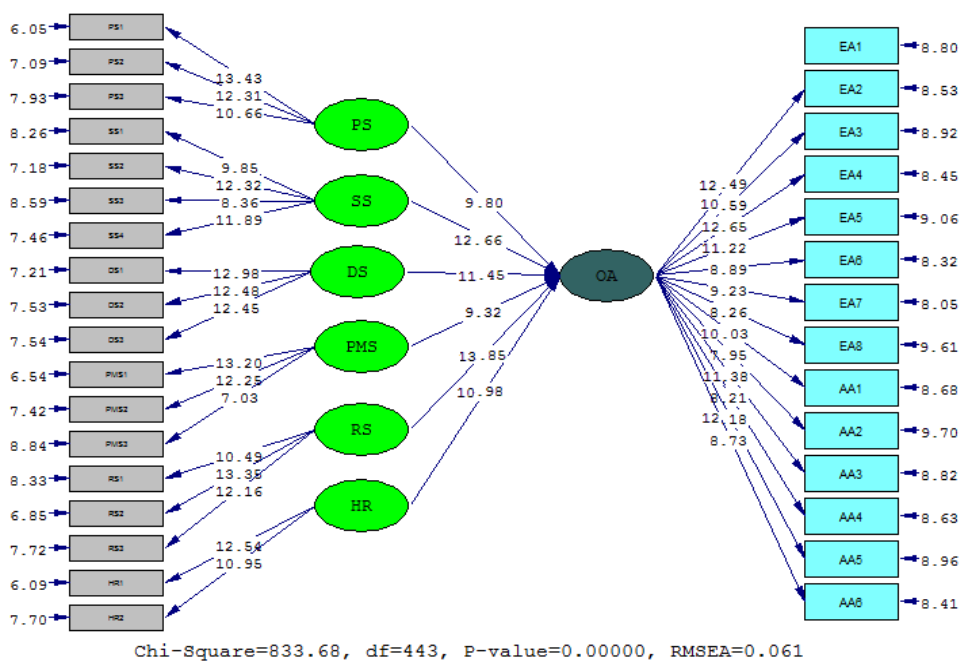 6.05 PS1
7.09 PS2
7.93 PS3
8.26 SS1
7.18 SS2
8.59 SS3
7.46 SS4
7.21 DS1
7.53 DS2
7.54 DS3
6.54 PMS1
7.42 PMS2
8.84 PMS3
8.33 RS1
6.85 RS2
7.72 RS3
6.09 HR1
7.70 HR2
13.43
12.31
10.66
9.85
12.32
8.36
11.89
12.98
12.48
12.45
13.20
12.25
7.03
10.49
13.35
12.16
12.54
10.95
PS
SS
DS
PMS
RS
HR
9.80
12.66
11.45
9.32
13.85
10.98
OA
12.49
10.59
12.65
11.22
8.89
9.23
8.26
10.03
7.95
11.38
8.21
12.18
8.73
EA1 8.80
EA2 8.53
EA3 8.92
EA4 8.45
EA5 9.06
EA6 8.32
EA7 8.05
EA8 9.61
AA1 8.68
AA2 9.70
AA3 8.82
AA4 8.63
AA5 8.96
AA6 8.41
Chi-Square=833.68, df=443, P-value=0.00000, RMSEA=0.061